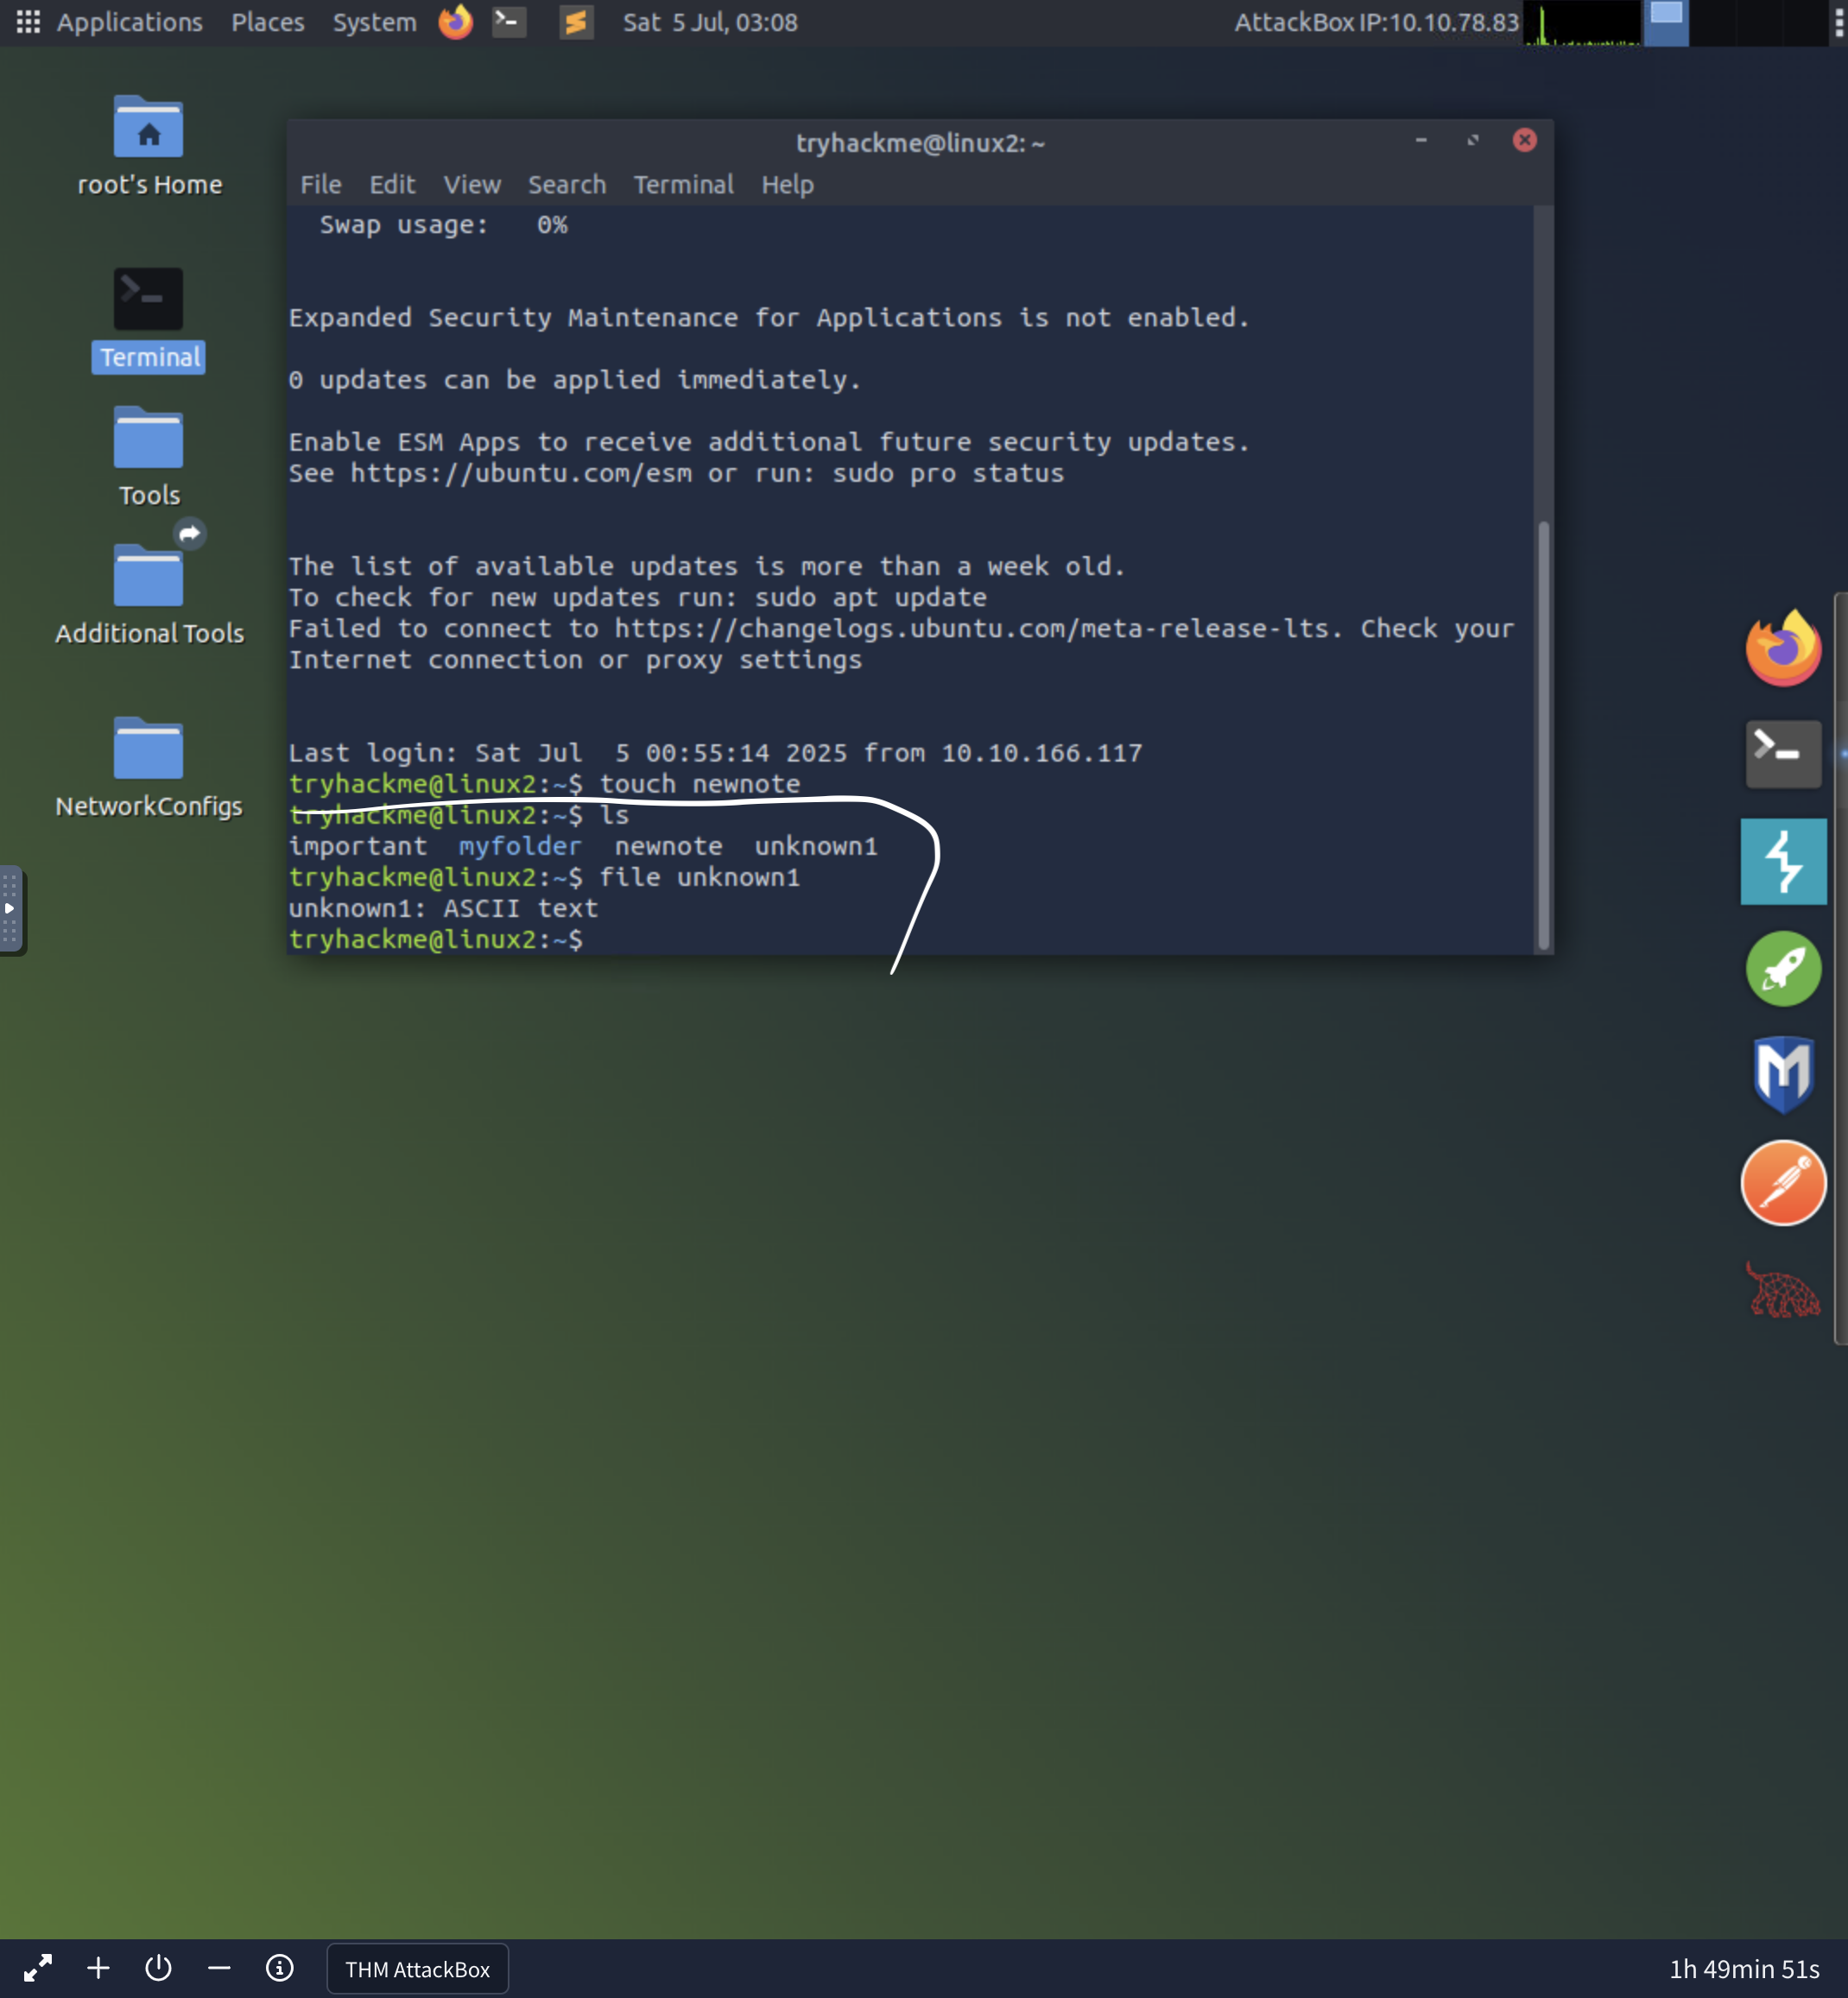 Applications Places System Sat 5 Jul, 03:08 AttackBox IP:10.10.78.83
root's Home
Terminal
Tools
Additional Tools
NetworkConfigs
tryhackme@linux2: ~
File Edit View Search Terminal Help
Swap usage: 0%
Expanded Security Maintenance for Applications is not enabled.
0 updates can be applied immediately.
Enable ESM Apps to receive additional future security updates.
See https://ubuntu.com/esm or run: sudo pro status
The list of available updates is more than a week old.
To check for new updates run: sudo apt update
Failed to connect to https://changelogs.ubuntu.com/meta-release-lts. Check your
Internet connection or proxy settings
Last login: Sat Jul  5 00:55:14 2025 from 10.10.166.117
tryhackme@linux2:~$ touch newnote
tryhackme@linux2:~$ ls
important  myfolder  newnote  unknown1
tryhackme@linux2:~$ file unknown1
unknown1: ASCII text
tryhackme@linux2:~$
THM AttackBox 1h 49min 51s